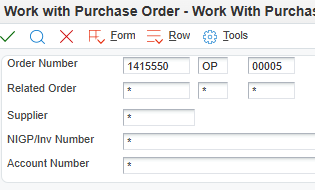 Work with Purchase Order - Work With Purchas
Form Row Tools
Order Number 1415550 OP 00005
Related Order * * *
Supplier *
NIGP/Inv Number *
Account Number *